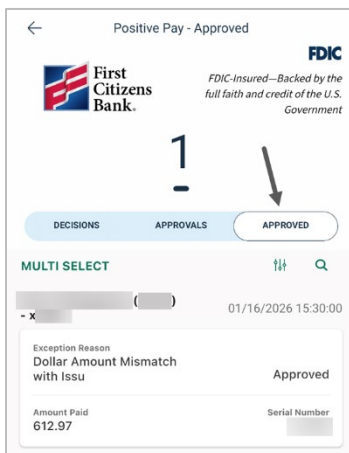 Positive Pay - Approved
First
Citizens
Bank.
FDIC
FDIC-Insured—Backed by the
full faith and credit of the U.S.
Government
1
DECISIONS APPROVALS APPROVED
MULTI SELECT
( )
- x
01/16/2026 15:30:00
Exception Reason
Dollar Amount Mismatch
with Issu
Approved
Amount Paid
612.97
Serial Number